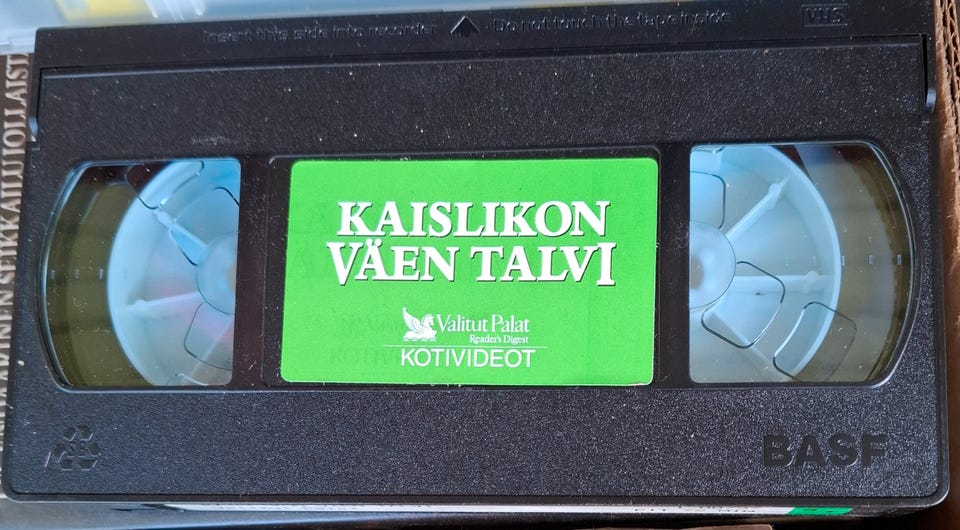 Insert this side into recorder
Do not touch the tape inside
VHS
KAISLIKON
VÄEN TALVI
Valitut Palat
Reader's Digest
KOTIVIDEOT
BASF